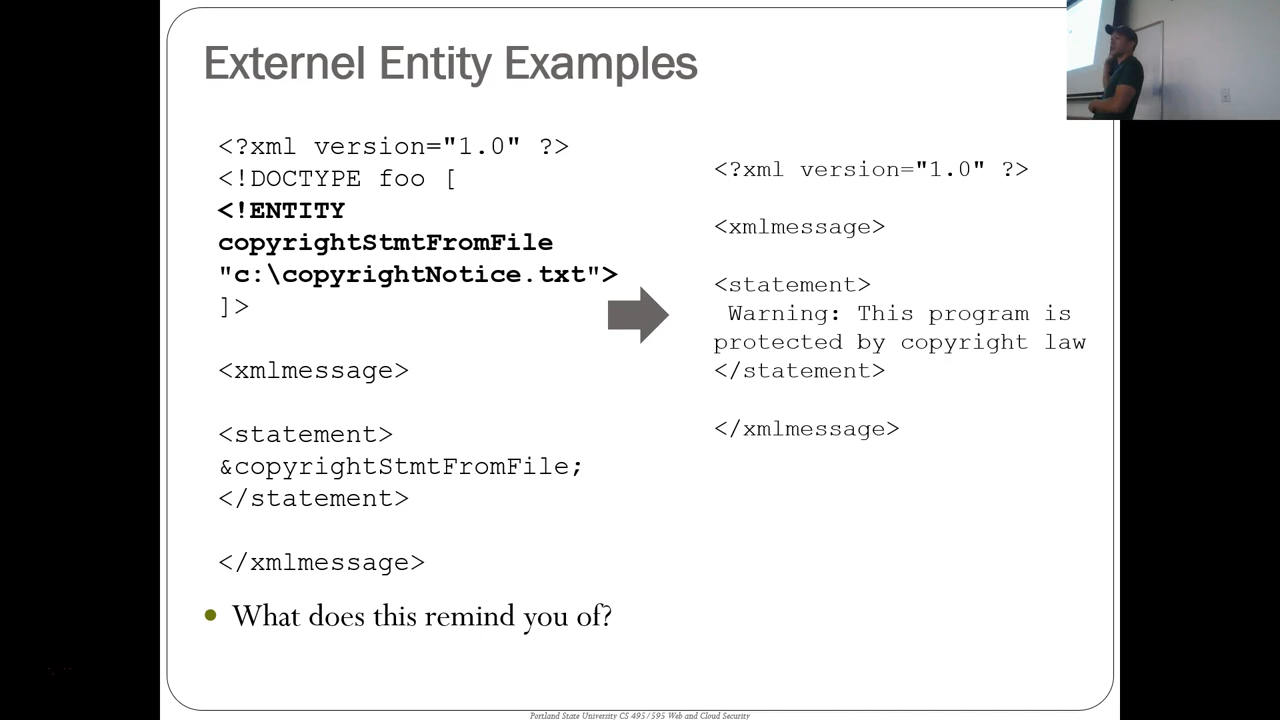 Externel Entity Examples
<?xml version="1.0" ?>
<!DOCTYPE foo [
<!ENTITY
copyrightStmtFromFile
"c:\copyrightNotice.txt">
]>
<xmlmessage>
<statement>
&copyrightStmtFromFile;
</statement>
</xmlmessage>
<?xml version="1.0" ?>
<xmlmessage>
<statement>
Warning: This program is
protected by copyright law
</statement>
</xmlmessage>
What does this remind you of?
Portland State University CS 495/595 Web and Cloud Security